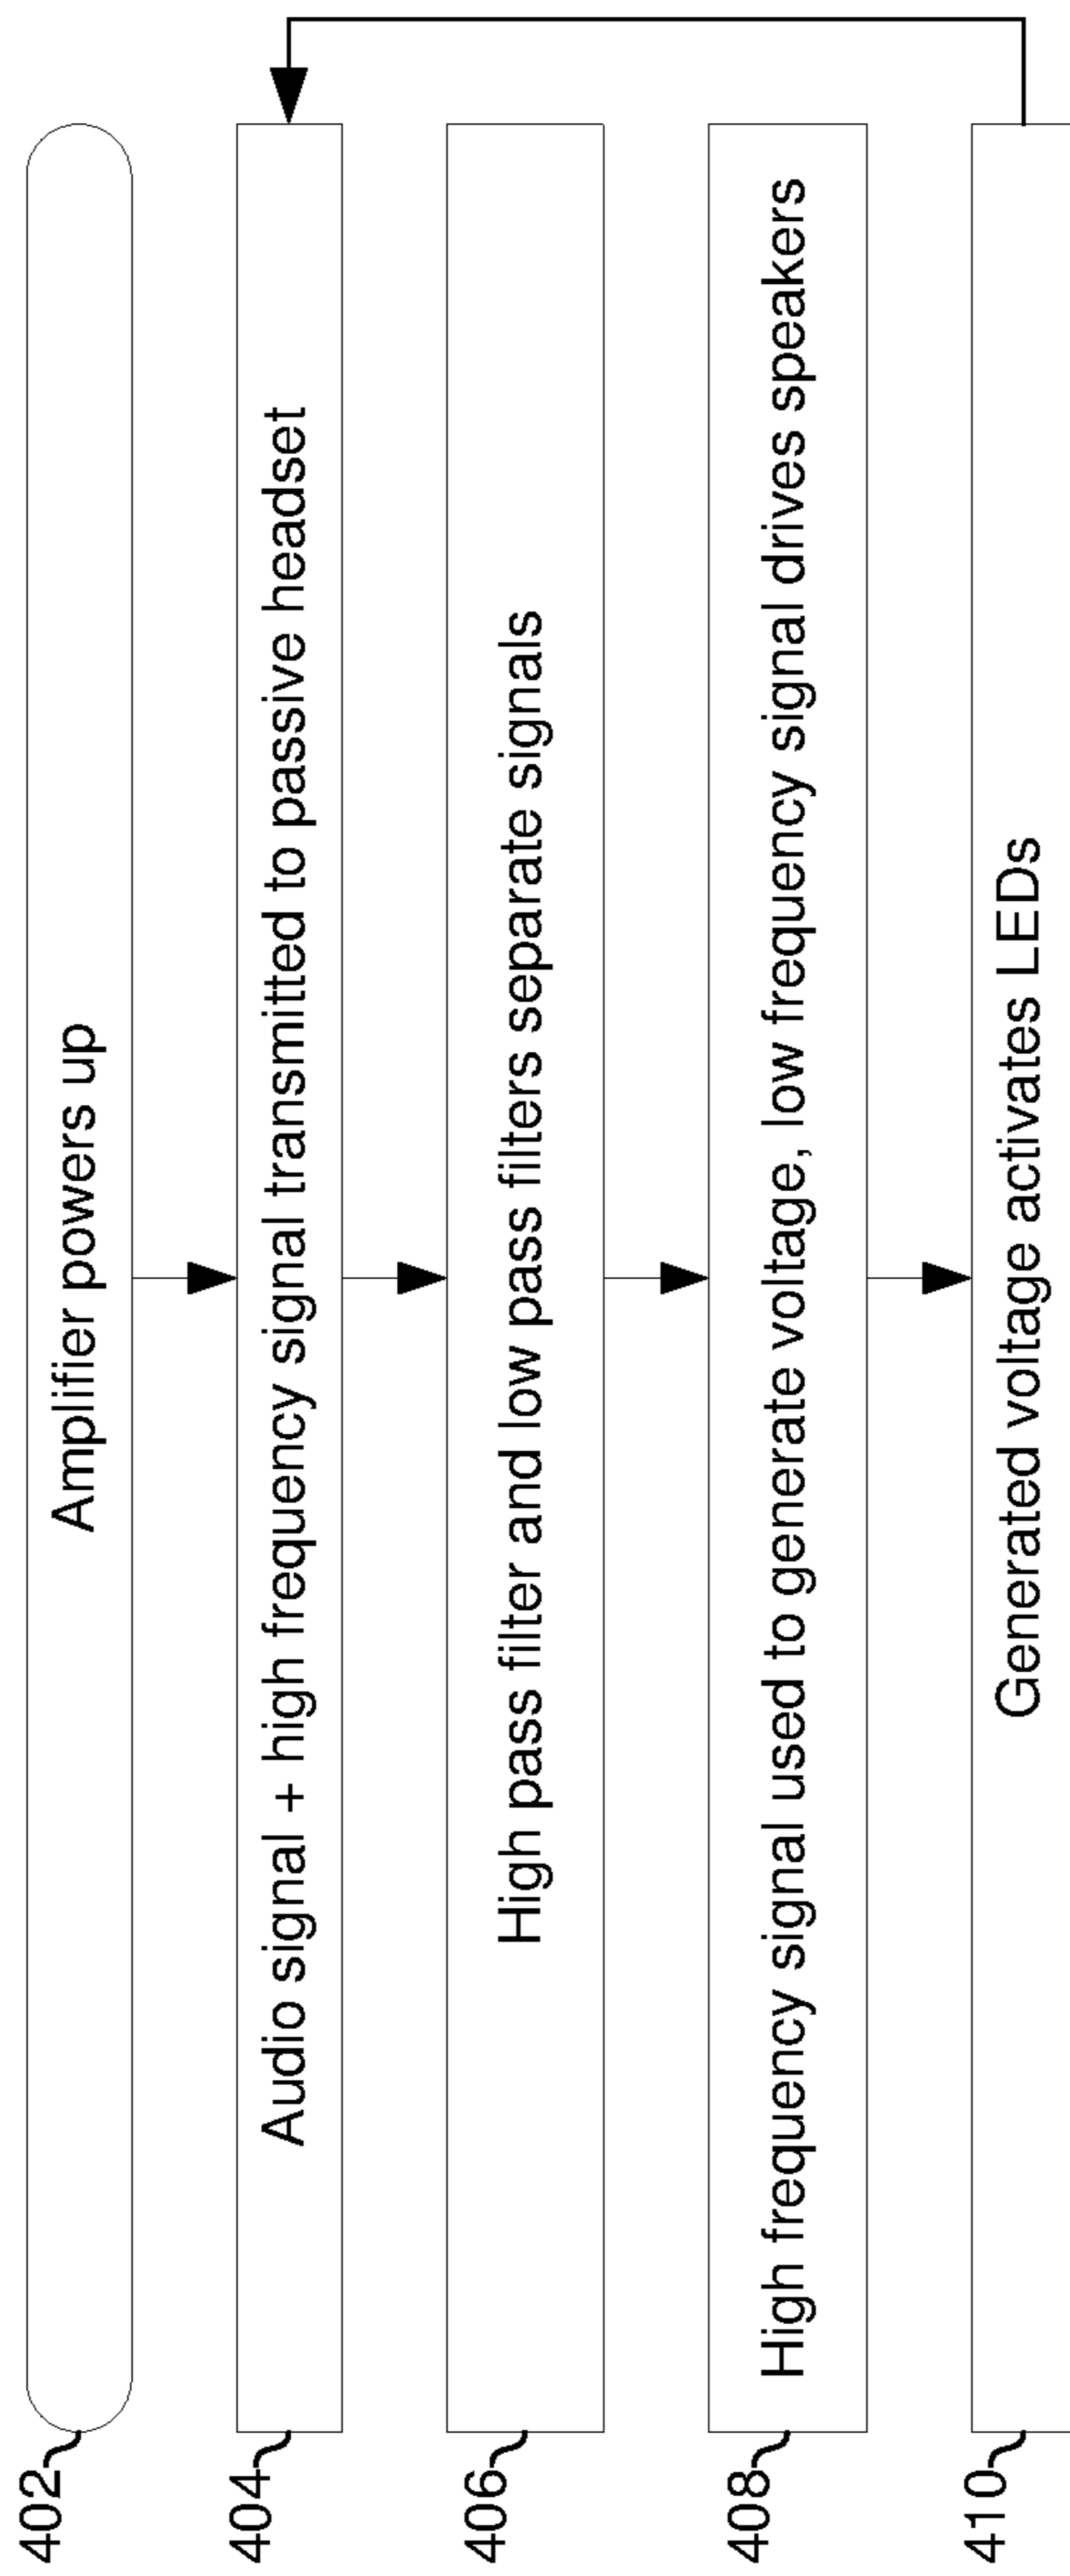 402
Amplifier powers up
404
Audio signal + high frequency signal transmitted to passive headset
406
High pass filter and low pass filters separate signals
408
High frequency signal used to generate voltage, low frequency signal drives speakers
410
Generated voltage activates LEDs